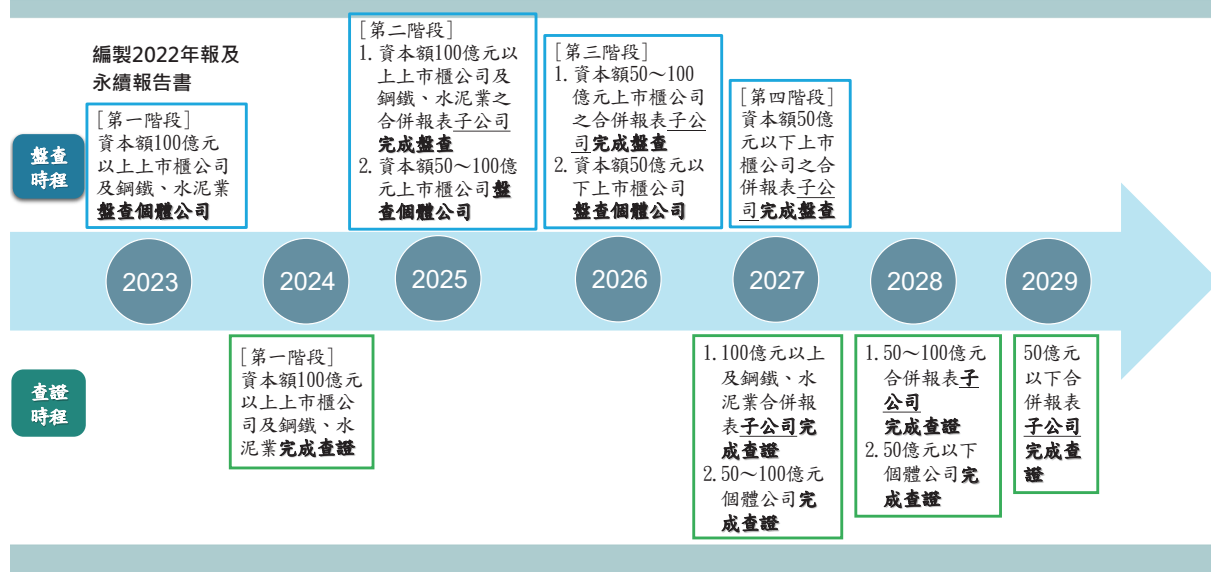 編製2022年報及
永續報告書
[第一階段]
資本額100億元
以上上市櫃公司
及鋼鐵、水泥業
盤查個體公司
[第二階段]
1.資本額100億元以
上上市櫃公司及
鋼鐵、水泥業之
合併報表子公司
完成盤查
2.資本額50～100億
元上市櫃公司盤
查個體公司
[第三階段]
1.資本額50～100
億元上市櫃公司
之合併報表子公
司完成盤查
2.資本額50億元以
下上市櫃公司
盤查個體公司
[第四階段]
資本額50億
元以下上市
櫃公司之合
併報表子公
司完成盤查
盤查
時程
2023
2024
2025
2026
2027
2028
2029
查證
時程
[第一階段]
資本額100億元
以上上市櫃公
司及鋼鐵、水
泥業完成查證
1.100億元以上
及鋼鐵、水
泥業合併報
表子公司完
成查證
2.50～100億元
個體公司完
成查證
1.50～100億元
合併報表子
公司
完成查證
2.50億元以下
個體公司完
成查證
50億元
以下合
併報表
子公司
完成查
證